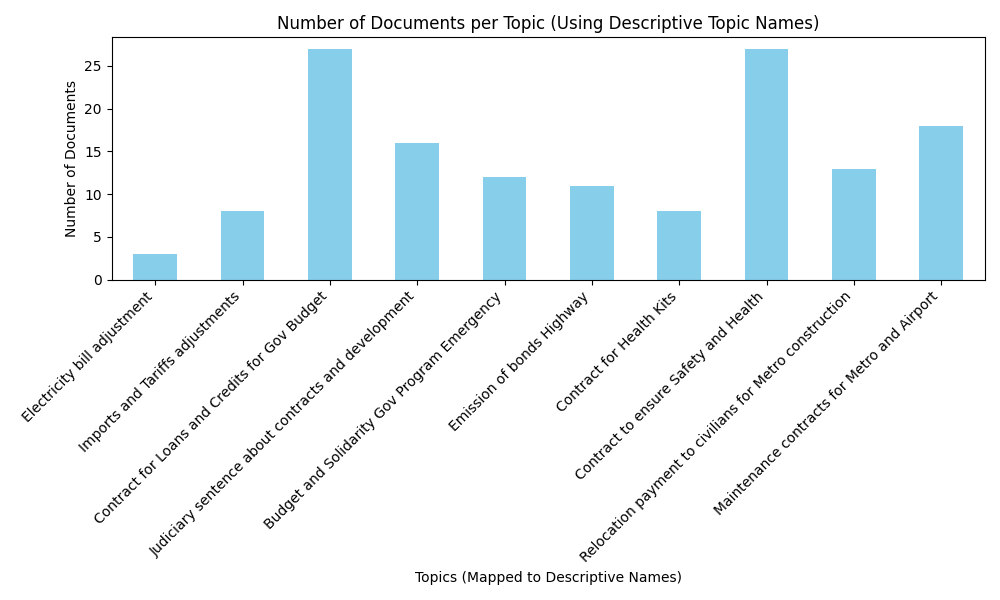 Number of Documents per Topic (Using Descriptive Topic Names)
Number of Documents
25
20
15
10
5
0
Electricity bill adjustment
Imports and Tariffs adjustments
Contract for Loans and Credits for Gov Budget
Judiciary sentence about contracts and development
Budget and Solidarity Gov Program Emergency
Emission of bonds Highway
Contract for Health Kits
Contract to ensure Safety and Health
Relocation payment to civilians for Metro construction
Maintenance contracts for Metro and Airport
Topics (Mapped to Descriptive Names)